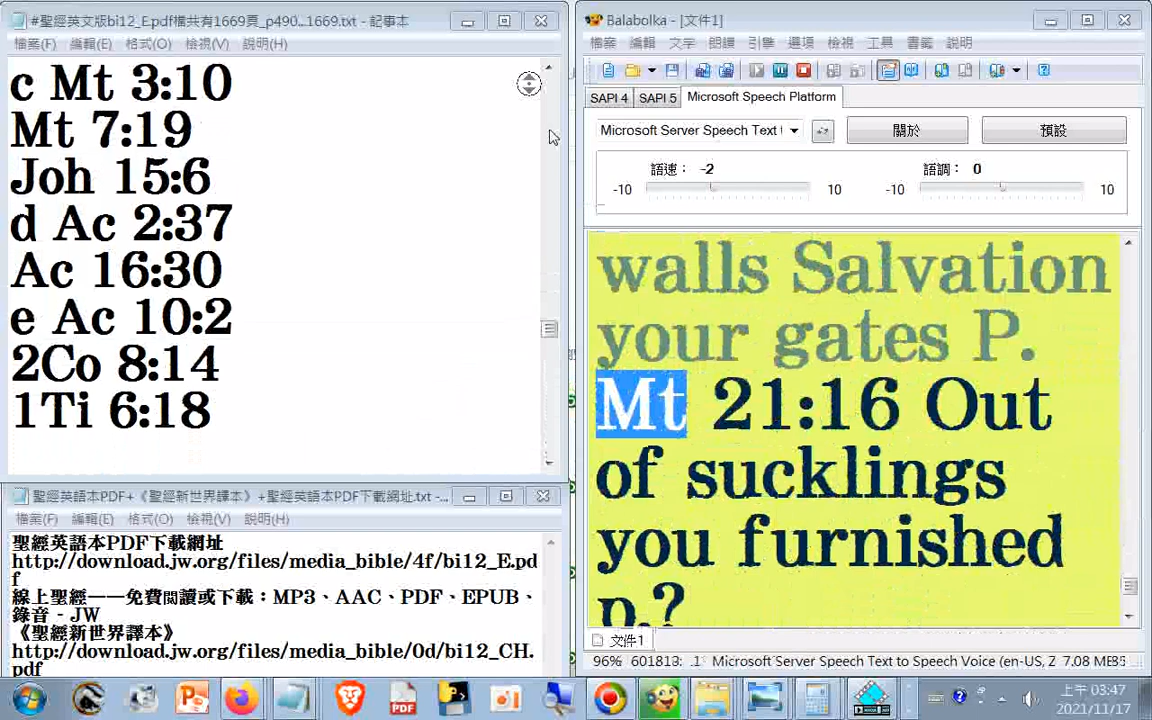 #聖經英文版bi12_E.pdf檔共有1669頁_p490...1669.txt - 記事本
檔案(F) 編輯(E) 格式(O) 檢視(V) 說明(H)
c Mt 3:10
Mt 7:19
Joh 15:6
d Ac 2:37
Ac 16:30
e Ac 10:2
2Co 8:14
1Ti 6:18
聖經英語本PDF+《聖經新世界譯本》+聖經英語本PDF下載網址.txt -...
檔案(F) 編輯(E) 格式(O) 檢視(V) 說明(H)
聖經英語本PDF下載網址
http://download.jw.org/files/media_bible/4f/bi12_E.pd
f
線上聖經——免費閱讀或下載：MP3、AAC、PDF、EPUB、
錄音 - JW
《聖經新世界譯本》
http://download.jw.org/files/media_bible/0d/bi12_CH.
pdf
Balabolka - [文件1]
檔案 編輯 文字 朗讀 引擎 選項 檢視 工具 書籤 說明
SAPI 4 SAPI 5 Microsoft Speech Platform
Microsoft Server Speech Text 關於 預設
語速： -2 語調： 0
-10 10 -10 10
walls Salvation
your gates P.
Mt 21:16 Out
of sucklings
you furnished
p.?
文件1
96% 601813: Microsoft Server Speech Text to Speech Voice (en-US, Z 7.08 MB
PDF
上午 03:47
2021/11/17